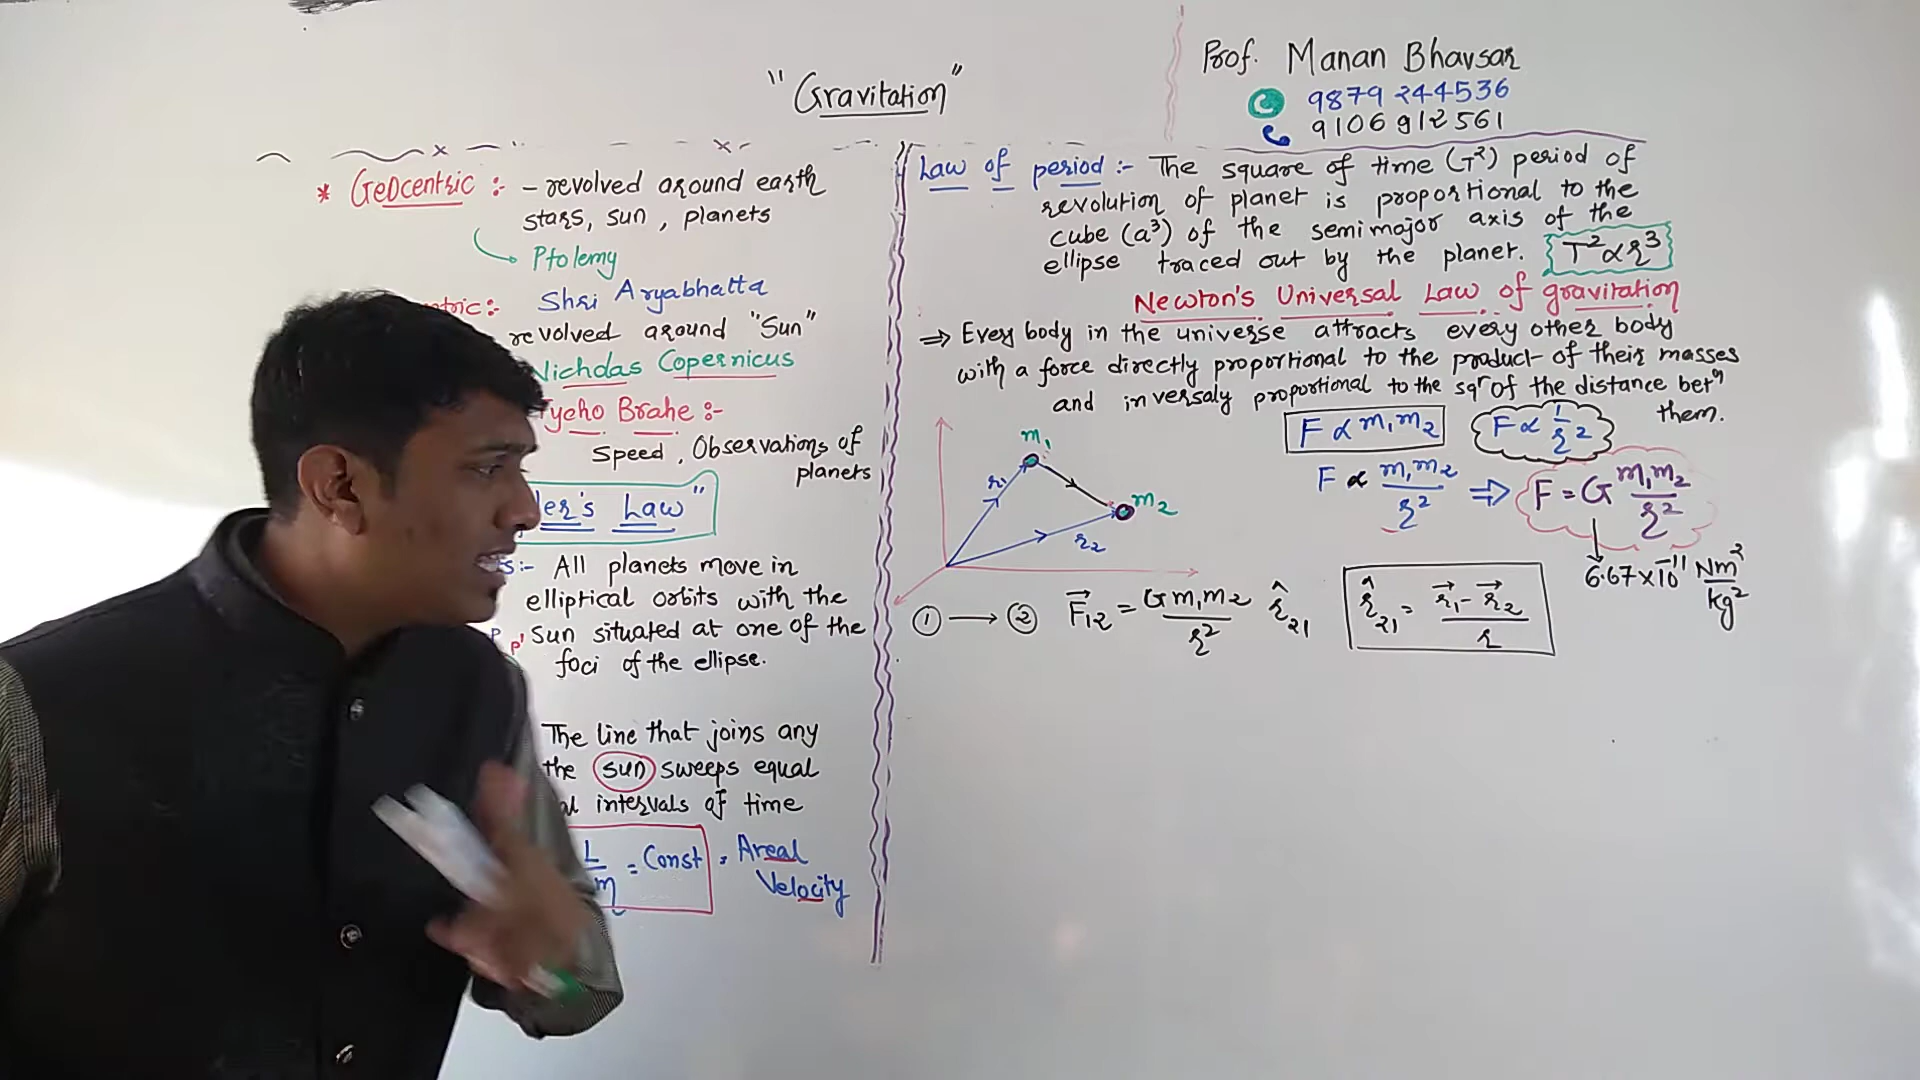 "Gravitation"
Prof. Manan Bhavsar
9879 244536
9106 912561
* Geocentric :- - revolved around earth
stars, sun, planets
Ptolemy
ntric:- Shri Aryabhatta
revolved around "Sun"
Nicholas Copernicus
Tycho Brahe :-
Speed, Observations of
planets
er's Law"
s:- All planets move in
elliptical orbits with the
P' Sun situated at one of the
foci of the ellipse.
The line that joins any
the sun sweeps equal
al intervals of time
L/m = Const = Areal
Velocity
Law of period :- The square of time (T²) period of
revolution of planet is proportional to the
cube (a³) of the semimajor axis of the
ellipse traced out by the planet. T² ∝ r³
Newton's Universal Law of gravitation
⇒ Every body in the universe attracts every other body
with a force directly proportional to the product of their masses
and inversaly proportional to the sqr of the distance betn
them.
F ∝ m₁m₂ F ∝ 1/r²
F ∝ m₁m₂/r² ⇒ F = G m₁m₂/r²
6.67×10⁻¹¹ Nm²/kg²
m₁
r₁
m₂
r₂
① → ② F⃗₁₂ = Gm₁m₂/r² r̂₂₁
r̂₂₁ = r⃗₁ - r⃗₂/r